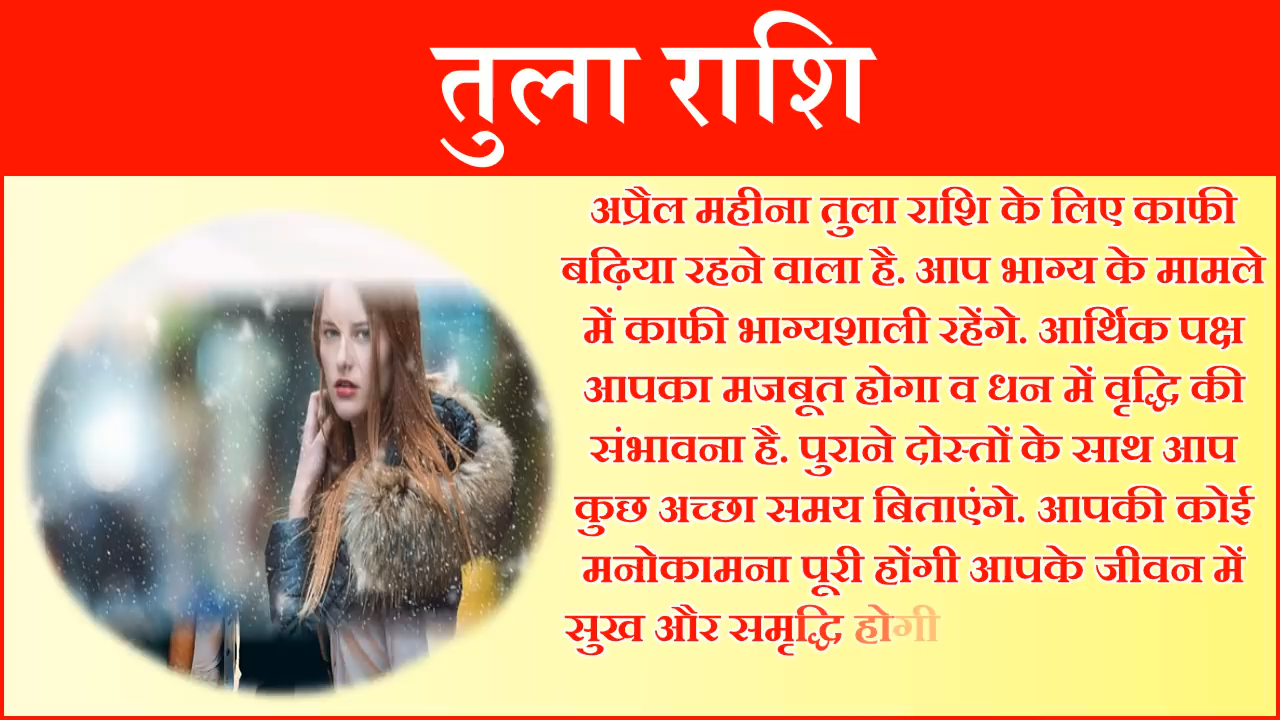 तुला राशि
अप्रैल महीना तुला राशि के लिए काफी
बढ़िया रहने वाला है. आप भाग्य के मामले
में काफी भाग्यशाली रहेंगे. आर्थिक पक्ष
आपका मजबूत होगा व धन में वृद्धि की
संभावना है. पुराने दोस्तों के साथ आप
कुछ अच्छा समय बिताएंगे. आपकी कोई
मनोकामना पूरी होंगी आपके जीवन में
सुख और समृद्धि होगी